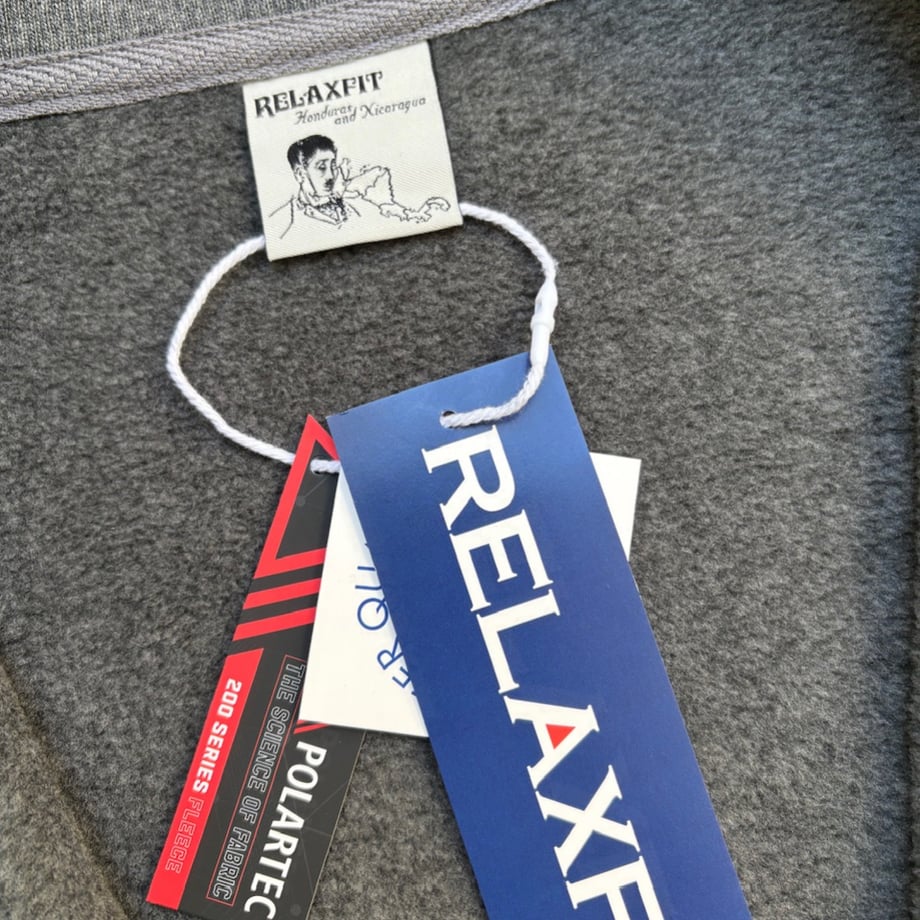 RELAXFIT
Honduras
and Nicaragua
RELAXF
POLARTEC
THE SCIENCE OF FABRIC
200 SERIES FLEECE